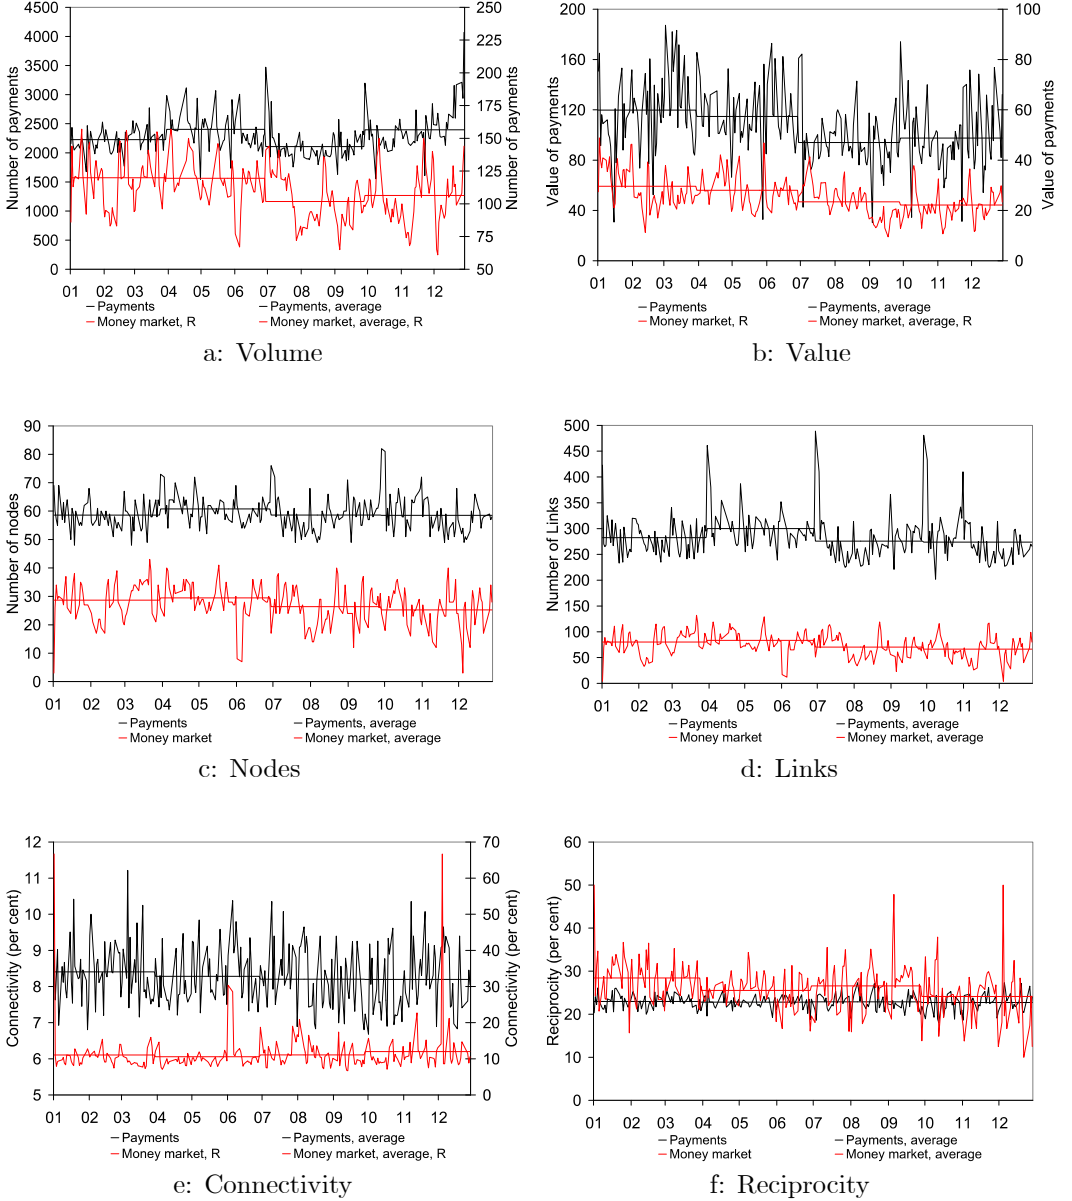 4500
4000
3500
3000
2500
2000
1500
1000
500
0
Number of payments
250
225
200
175
150
125
100
75
50
Number of payments
01 02 03 04 05 06 07 08 09 10 11 12
Payments Payments, average
Money market, R Money market, average, R
a: Volume
200
160
120
80
40
0
Value of payments
100
80
60
40
20
0
Value of payments
01 02 03 04 05 06 07 08 09 10 11 12
Payments Payments, average
Money market, R Money market, average, R
b: Value
90
80
70
60
50
40
30
20
10
0
Number of nodes
01 02 03 04 05 06 07 08 09 10 11 12
Payments Payments, average
Money market Money market, average
c: Nodes
500
450
400
350
300
250
200
150
100
50
0
Number of Links
01 02 03 04 05 06 07 08 09 10 11 12
Payments Payments, average
Money market Money market, average
d: Links
12
11
10
9
8
7
6
5
Connectivity (per cent)
70
60
50
40
30
20
10
0
Connectivity (per cent)
01 02 03 04 05 06 07 08 09 10 11 12
Payments Payments, average
Money market, R Money market, average, R
e: Connectivity
60
50
40
30
20
10
0
Reciprocity (per cent)
01 02 03 04 05 06 07 08 09 10 11 12
Payments Payments, average
Money market Money market, average
f: Reciprocity